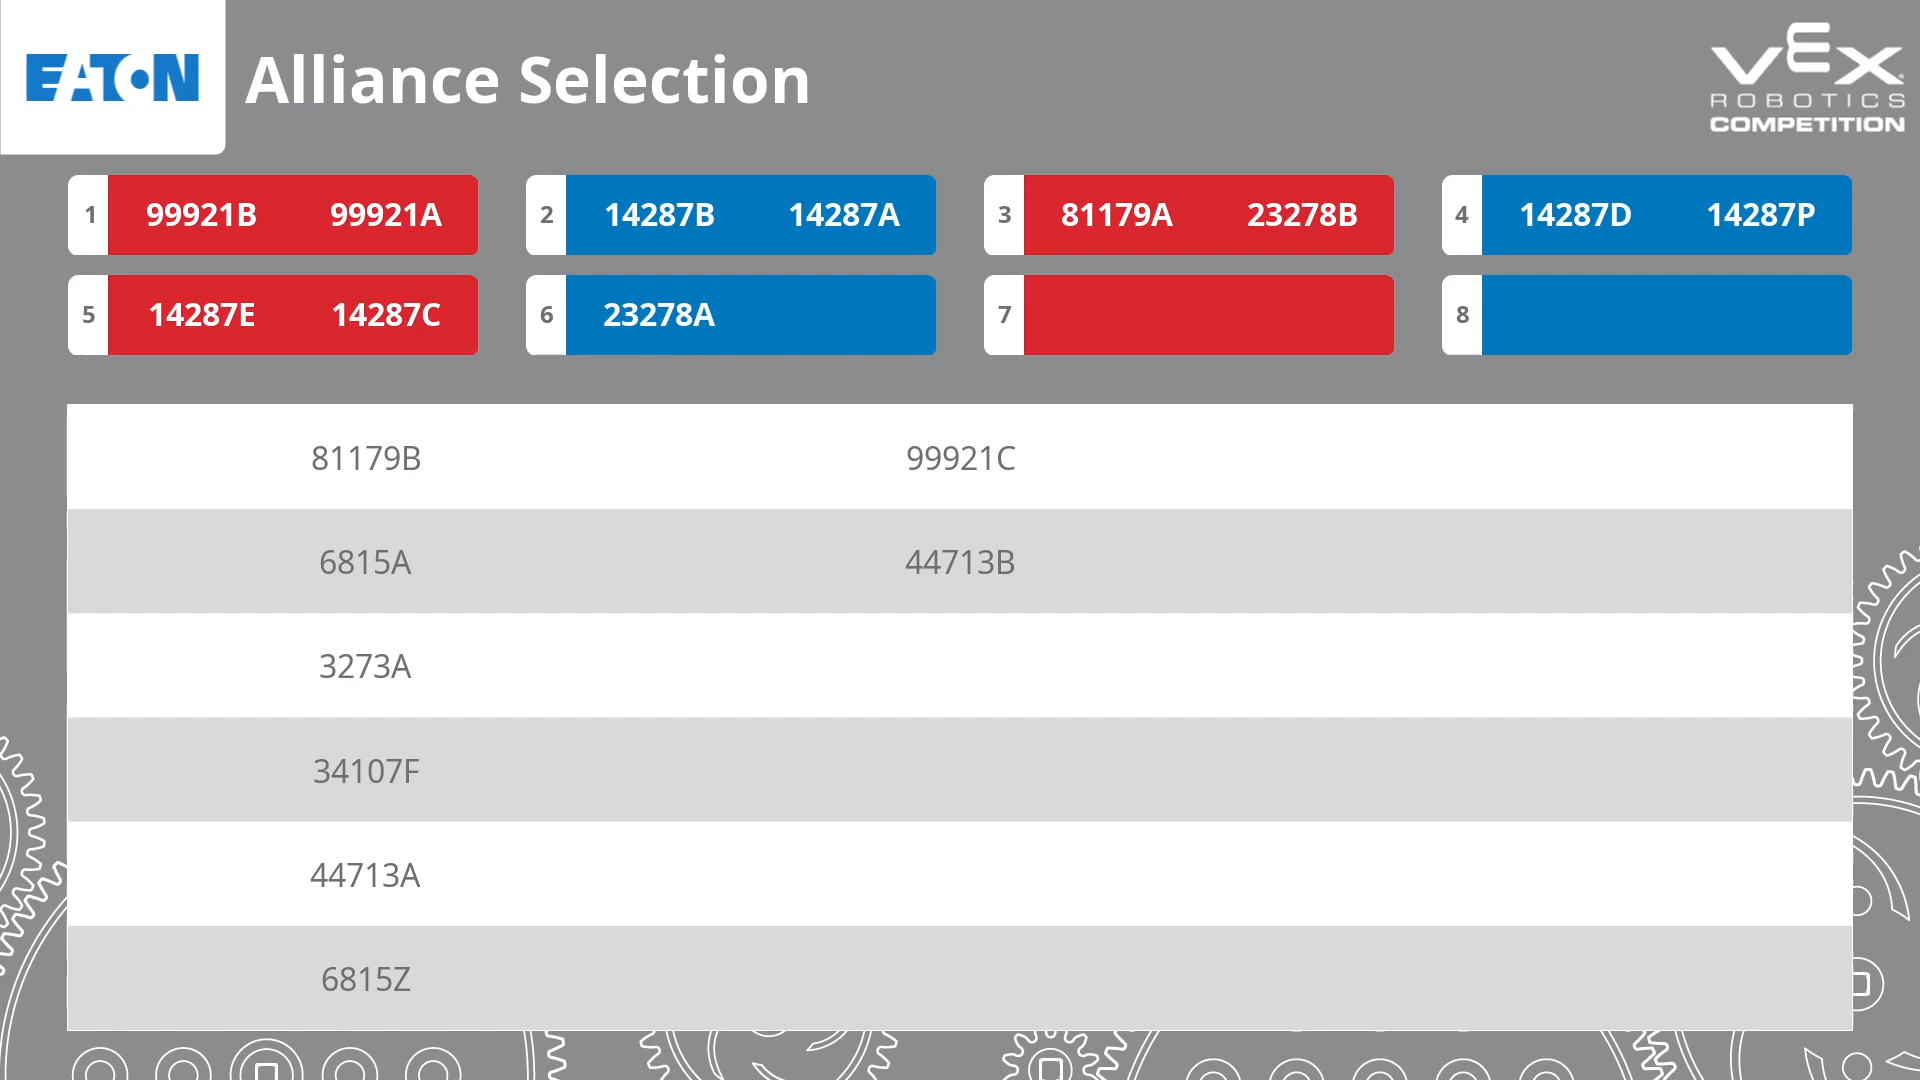 EATON
Alliance Selection
VEX
ROBOTICS
COMPETITION
1 99921B 99921A
2 14287B 14287A
3 81179A 23278B
4 14287D 14287P
5 14287E 14287C
6 23278A
7
8
81179B 99921C
6815A 44713B
3273A
34107F
44713A
6815Z